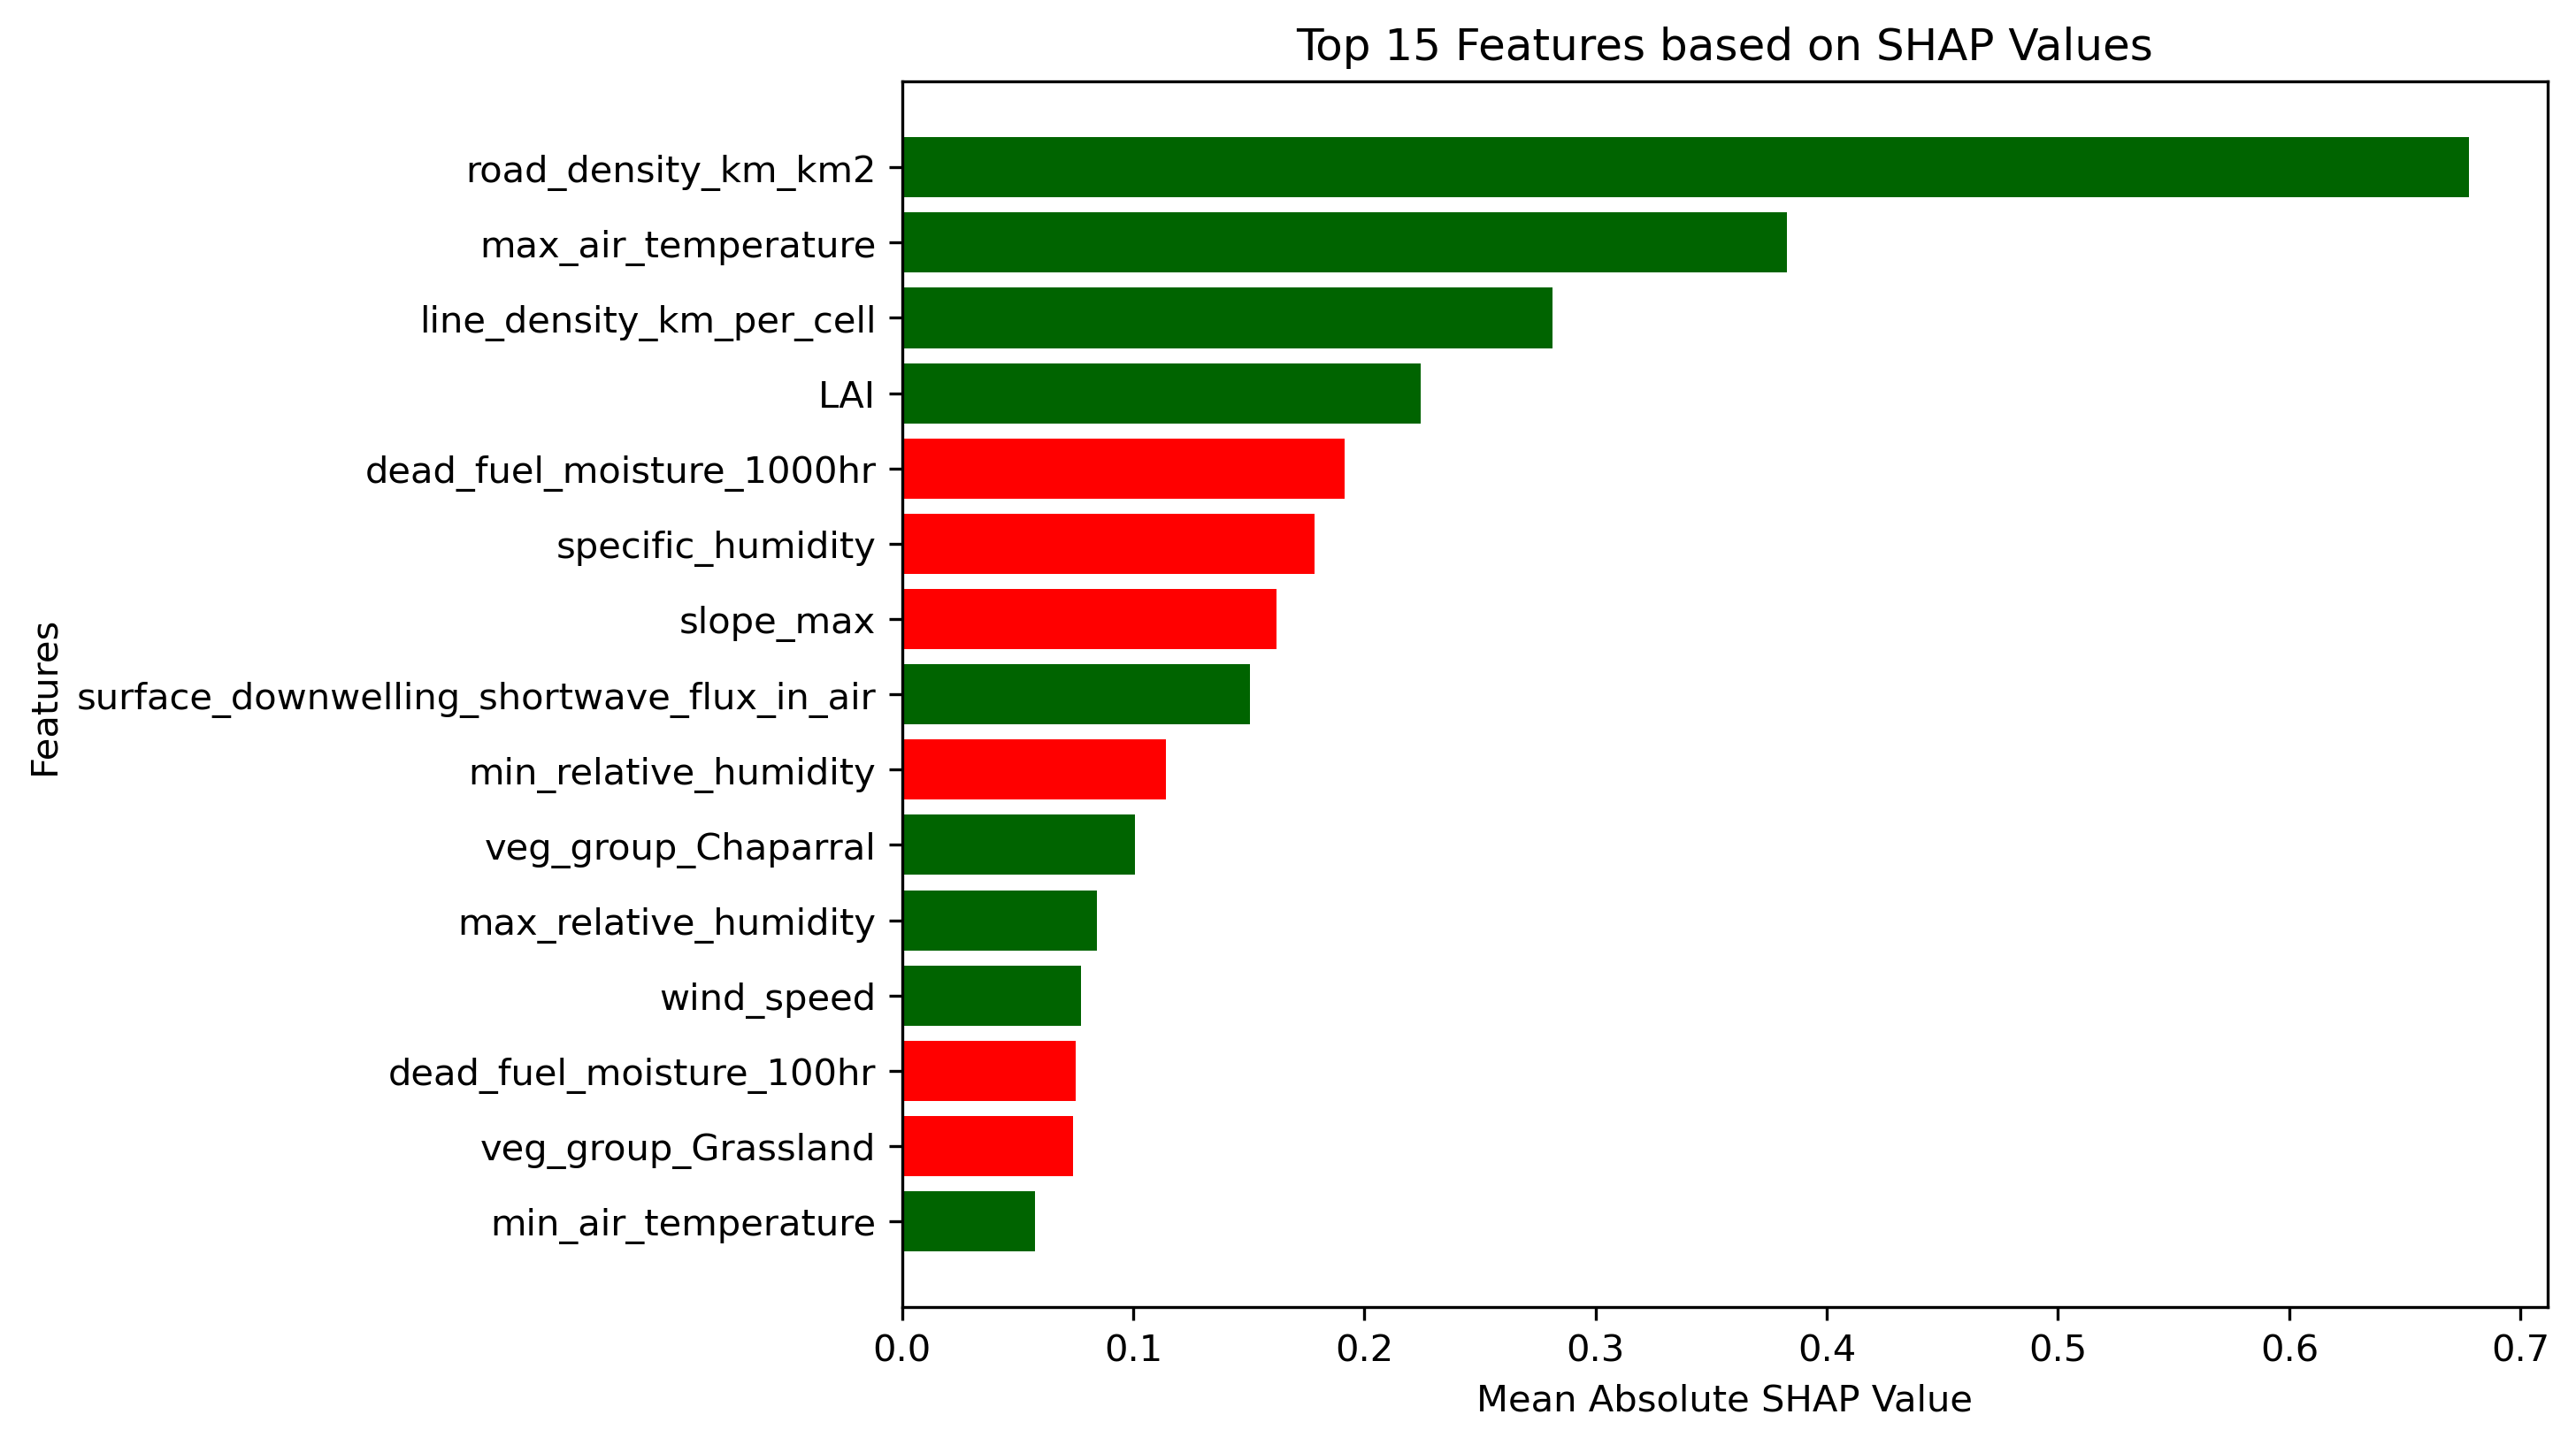 Top 15 Features based on SHAP Values
Features
road_density_km_km2
max_air_temperature
line_density_km_per_cell
LAI
dead_fuel_moisture_1000hr
specific_humidity
slope_max
surface_downwelling_shortwave_flux_in_air
min_relative_humidity
veg_group_Chaparral
max_relative_humidity
wind_speed
dead_fuel_moisture_100hr
veg_group_Grassland
min_air_temperature
0.0 0.1 0.2 0.3 0.4 0.5 0.6 0.7
Mean Absolute SHAP Value